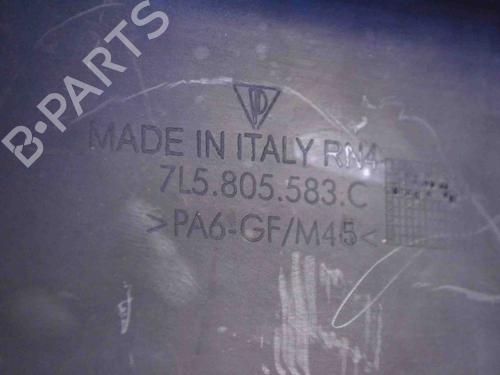 B-PARTS
MADE IN ITALY RN4
7L5.805.583.C
>PA6-GF/M45<